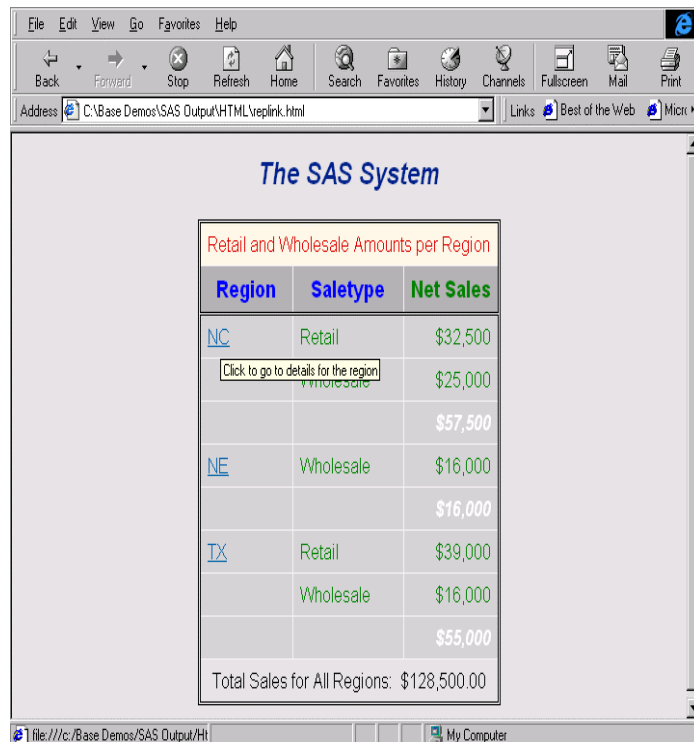 File Edit View Go Favorites Help
Back Forward Stop Refresh Home Search Favorites History Channels Fullscreen Mail Print
Address C:\Base Demos\SAS Output\HTML\replink.html Links Best of the Web Micro
The SAS System
Retail and Wholesale Amounts per Region
Region Saletype Net Sales
NC Retail $32,500
Click to go to details for the region
Wholesale $25,000
$57,500
NE Wholesale $16,000
$16,000
TX Retail $39,000
Wholesale $16,000
$55,000
Total Sales for All Regions: $128,500.00
file:///c:/Base Demos/SAS Output/Ht My Computer